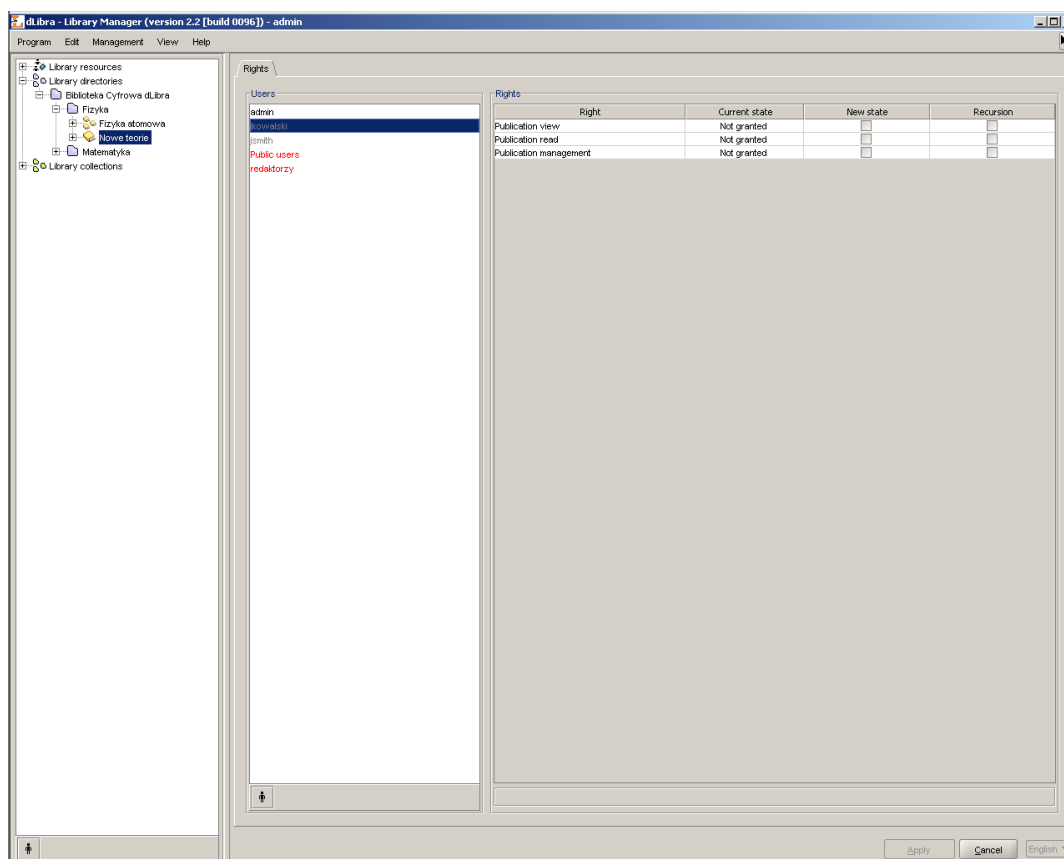 dLibra - Library Manager (version 2.2 [build 0096]) - admin
Program Edit Management View Help
Library resources
Library directories
Biblioteka Cyfrowa dLibra
Fizyka
Fizyka atomowa
Nowe teorie
Matematyka
Library collections
Rights
Users
admin
jkowalski
jsmith
Public users
redaktorzy
Rights
Right Current state New state Recursion
Publication view Not granted
Publication read Not granted
Publication management Not granted
Apply Cancel English